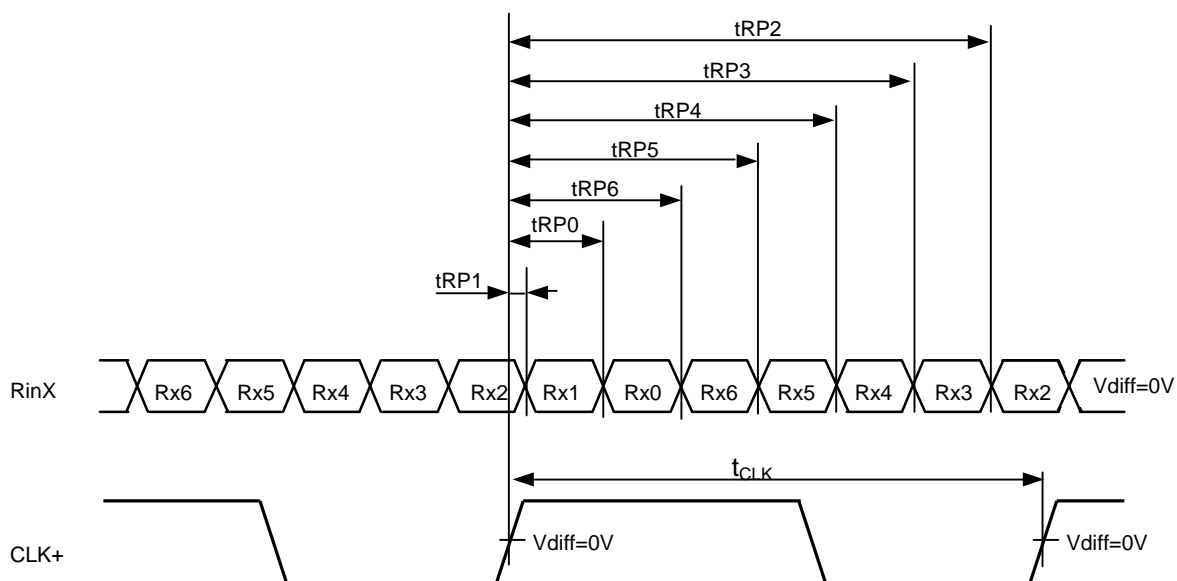 tRP2
tRP3
tRP4
tRP5
tRP6
tRP0
tRP1
RinX Rx6 Rx5 Rx4 Rx3 Rx2 Rx1 Rx0 Rx6 Rx5 Rx4 Rx3 Rx2 Vdiff=0V
tCLK
CLK+ Vdiff=0V Vdiff=0V